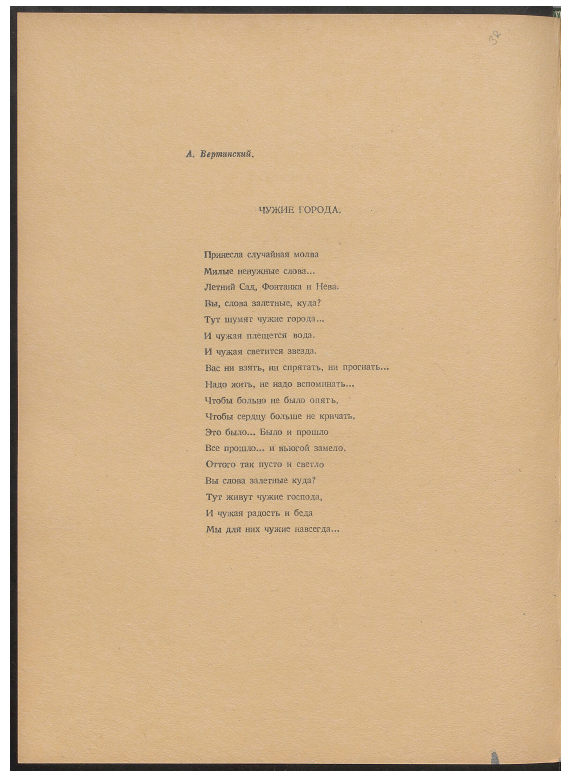 32
А. Вертинский.
ЧУЖИЕ ГОРОДА.
Принесла случайная молва
Милые ненужные слова...
Летний Сад, Фонтанка и Нева.
Вы, слова залетные, куда?
Тут шумят чужие города...
И чужая плещется вода.
И чужая светится звезда.
Вас ни взять, ни спрятать, ни прогнать...
Надо жить, не надо вспоминать...
Чтобы больно не было опять,
Чтобы сердцу больше не кричать.
Это было... Было и прошло
Все прошло... и вьюгой замело.
Оттого так пусто и светло
Вы слова залетные куда?
Тут живут чужие господа,
И чужая радость и беда
Мы для них чужие навсегда...